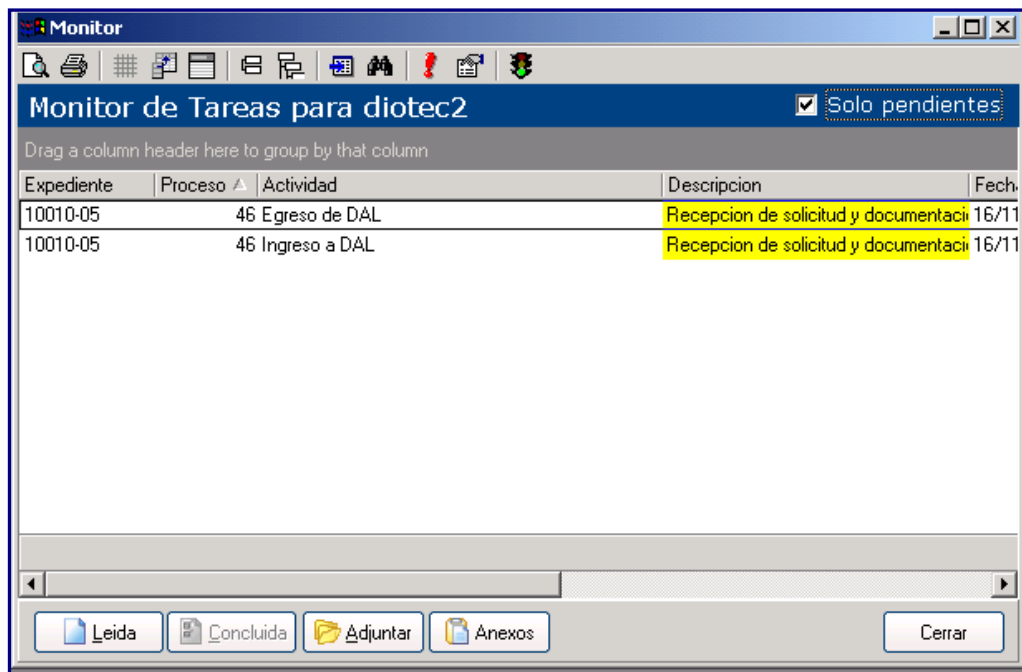 Monitor
Monitor de Tareas para diotec2 Solo pendientes
Drag a column header here to group by that column
Expediente Proceso Actividad Descripcion Fech
10010-05 46 Egreso de DAL Recepcion de solicitud y documentaci 16/11
10010-05 46 Ingreso a DAL Recepcion de solicitud y documentaci 16/11
Leida Concluida Adjuntar Anexos Cerrar